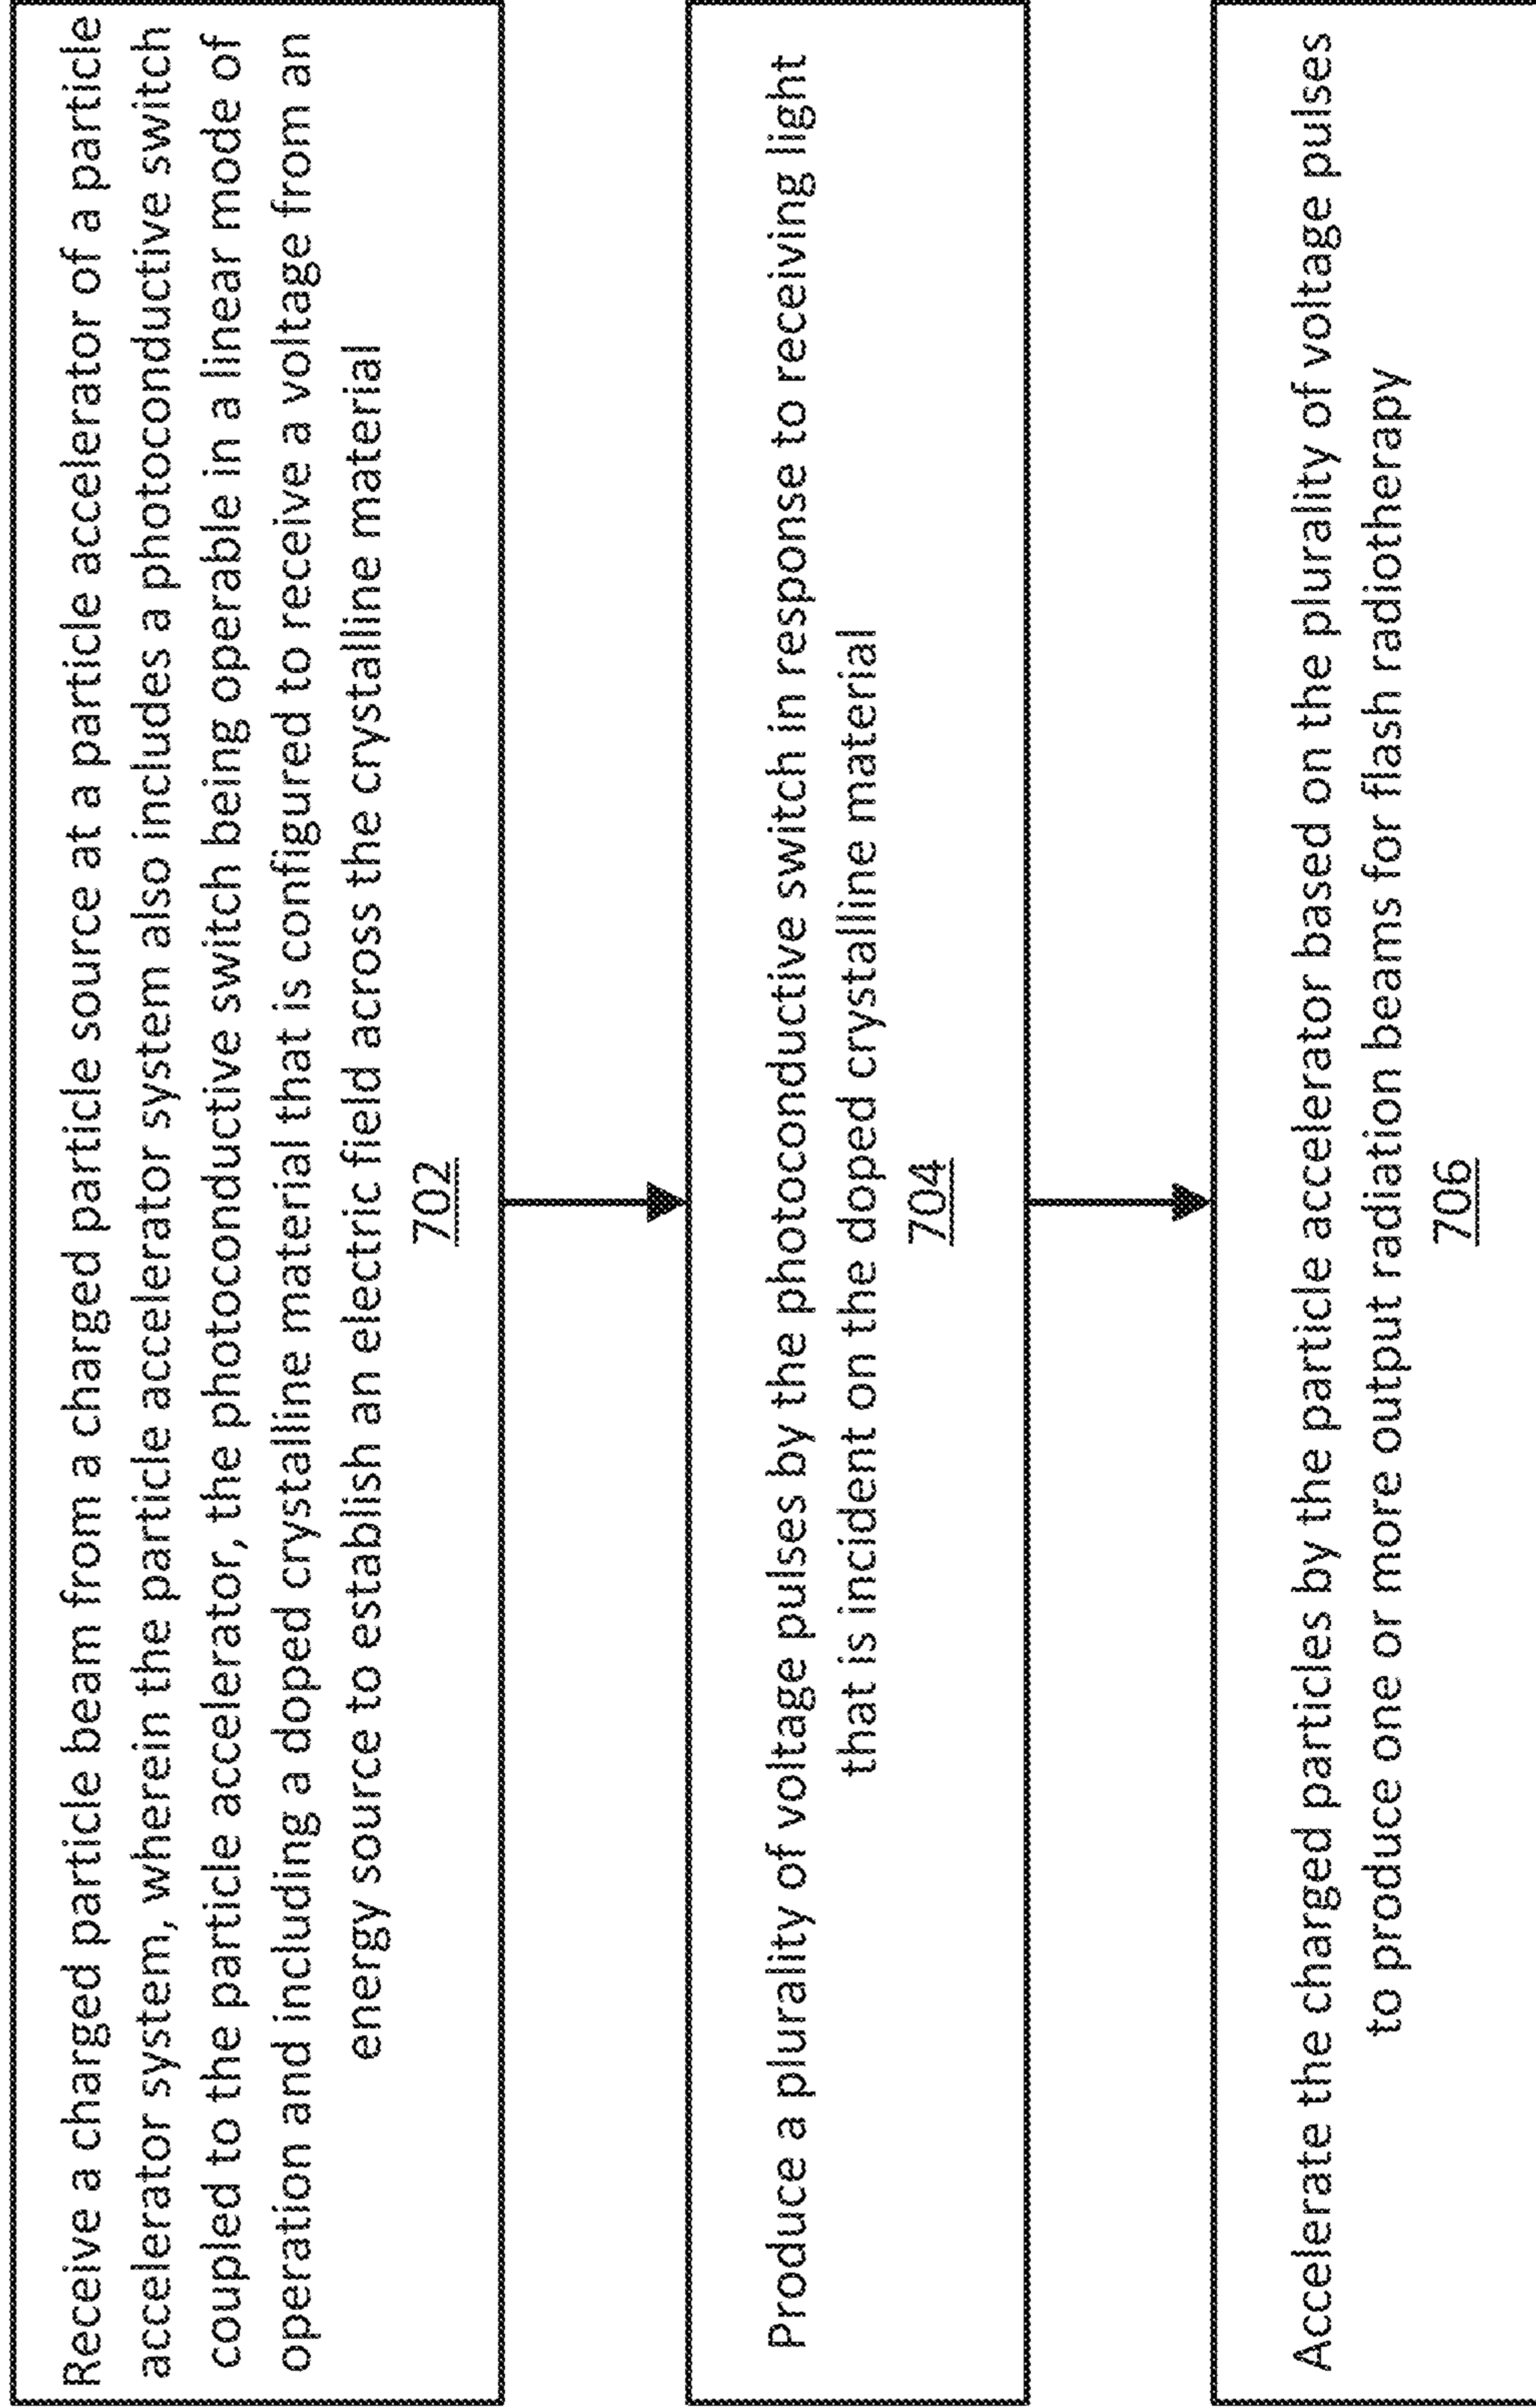 Receive a charged particle beam from a charged particle source at a particle accelerator of a particle
accelerator system, wherein the particle accelerator system also includes a photoconductive switch
coupled to the particle accelerator, the photoconductive switch being operable in a linear mode of
operation and including a doped crystalline material that is configured to receive a voltage from an
energy source to establish an electric field across the crystalline material
702
Produce a plurality of voltage pulses by the photoconductive switch in response to receiving light
that is incident on the doped crystalline material
704
Accelerate the charged particles by the particle accelerator based on the plurality of voltage pulses
to produce one or more output radiation beams for flash radiotherapy
706